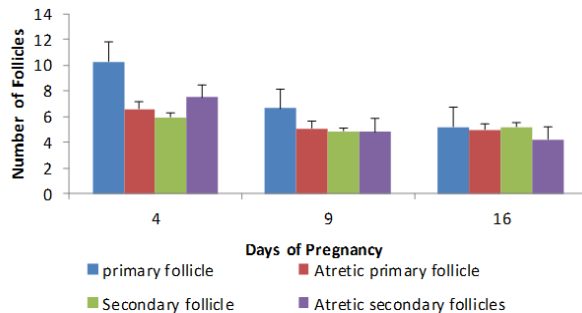 Number of Follicles
14
12
10
8
6
4
2
0
4 9 16
Days of Pregnancy
primary follicle Atretic primary follicle
Secondary follicle Atretic secondary follicles